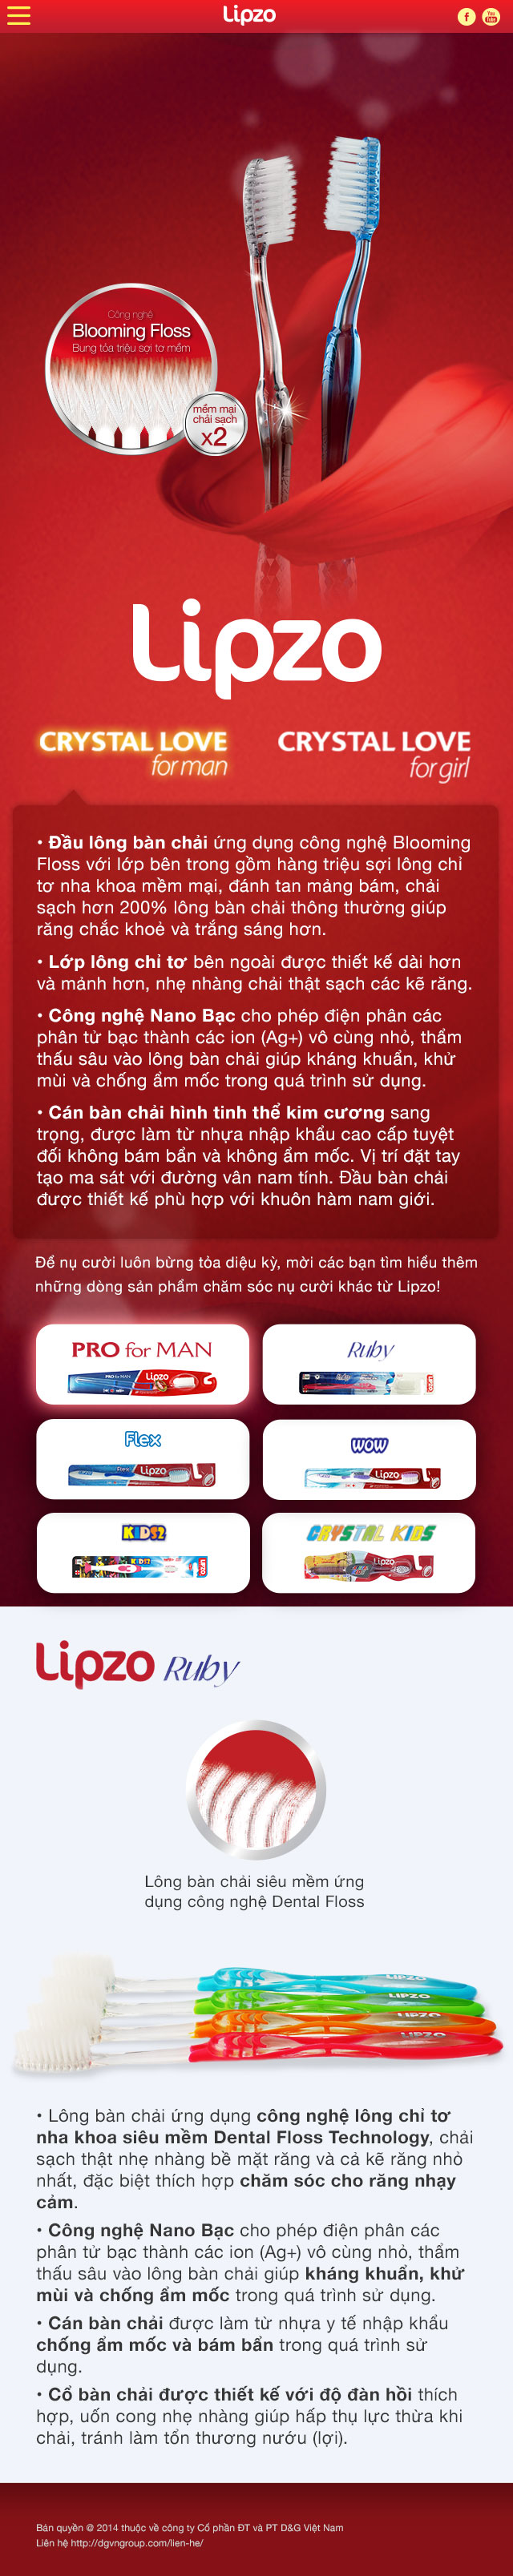 Lipzo
f
You
Tube
Công nghệ
Blooming Floss
Bung tỏa triệu sợi tơ mềm
mềm mại
chải sạch
x2
Lipzo
CRYSTAL LOVE
for man
CRYSTAL LOVE
for girl
• Đầu lông bàn chải ứng dụng công nghệ Blooming
Floss với lớp bên trong gồm hàng triệu sợi lông chỉ
tơ nha khoa mềm mại, đánh tan mảng bám, chải
sạch hơn 200% lông bàn chải thông thường giúp
răng chắc khoẻ và trắng sáng hơn.
• Lớp lông chỉ tơ bên ngoài được thiết kế dài hơn
và mảnh hơn, nhẹ nhàng chải thật sạch các kẽ răng.
• Công nghệ Nano Bạc cho phép điện phân các
phân tử bạc thành các ion (Ag+) vô cùng nhỏ, thẩm
thấu sâu vào lông bàn chải giúp kháng khuẩn, khử
mùi và chống ẩm mốc trong quá trình sử dụng.
• Cán bàn chải hình tinh thể kim cương sang
trọng, được làm từ nhựa nhập khẩu cao cấp tuyệt
đối không bám bẩn và không ẩm mốc. Vị trí đặt tay
tạo ma sát với đường vân nam tính. Đầu bàn chải
được thiết kế phù hợp với khuôn hàm nam giới.
Để nụ cười luôn bừng tỏa diệu kỳ, mời các bạn tìm hiểu thêm
những dòng sản phẩm chăm sóc nụ cười khác từ Lipzo!
PRO for MAN
PRO for MAN
Lipzo
Ruby
Ruby
LIPZO
Flex
Flex
Lipzo
WOW
Lipzo
KIDS2
KIDS2
LIPZO
CRYSTAL KIDS
Lipzo
Lipzo Ruby
Lông bàn chải siêu mềm ứng
dụng công nghệ Dental Floss
LIPZO
LIPZO
LIPZO
LIPZO
• Lông bàn chải ứng dụng công nghệ lông chỉ tơ
nha khoa siêu mềm Dental Floss Technology, chải
sạch thật nhẹ nhàng bề mặt răng và cả kẽ răng nhỏ
nhất, đặc biệt thích hợp chăm sóc cho răng nhạy
cảm.
• Công nghệ Nano Bạc cho phép điện phân các
phân tử bạc thành các ion (Ag+) vô cùng nhỏ, thẩm
thấu sâu vào lông bàn chải giúp kháng khuẩn, khử
mùi và chống ẩm mốc trong quá trình sử dụng.
• Cán bàn chải được làm từ nhựa y tế nhập khẩu
chống ẩm mốc và bám bẩn trong quá trình sử
dụng.
• Cổ bàn chải được thiết kế với độ đàn hồi thích
hợp, uốn cong nhẹ nhàng giúp hấp thụ lực thừa khi
chải, tránh làm tổn thương nướu (lợi).
Bản quyền @ 2014 thuộc về công ty Cổ phần ĐT và PT D&G Việt Nam
Liên hệ http://dgvngroup.com/lien-he/